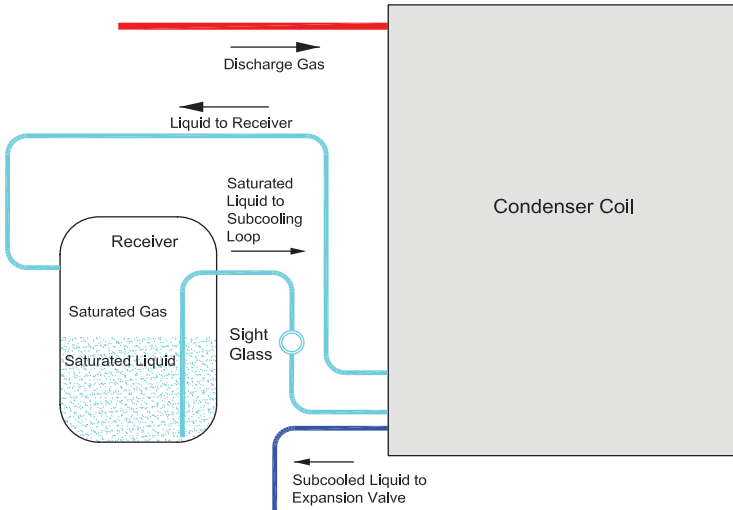 Discharge Gas
Liquid to Receiver
Saturated
Liquid to
Subcooling
Loop
Condenser Coil
Receiver
Saturated Gas
Sight
Glass
Saturated Liquid
Subcooled Liquid to
Expansion Valve